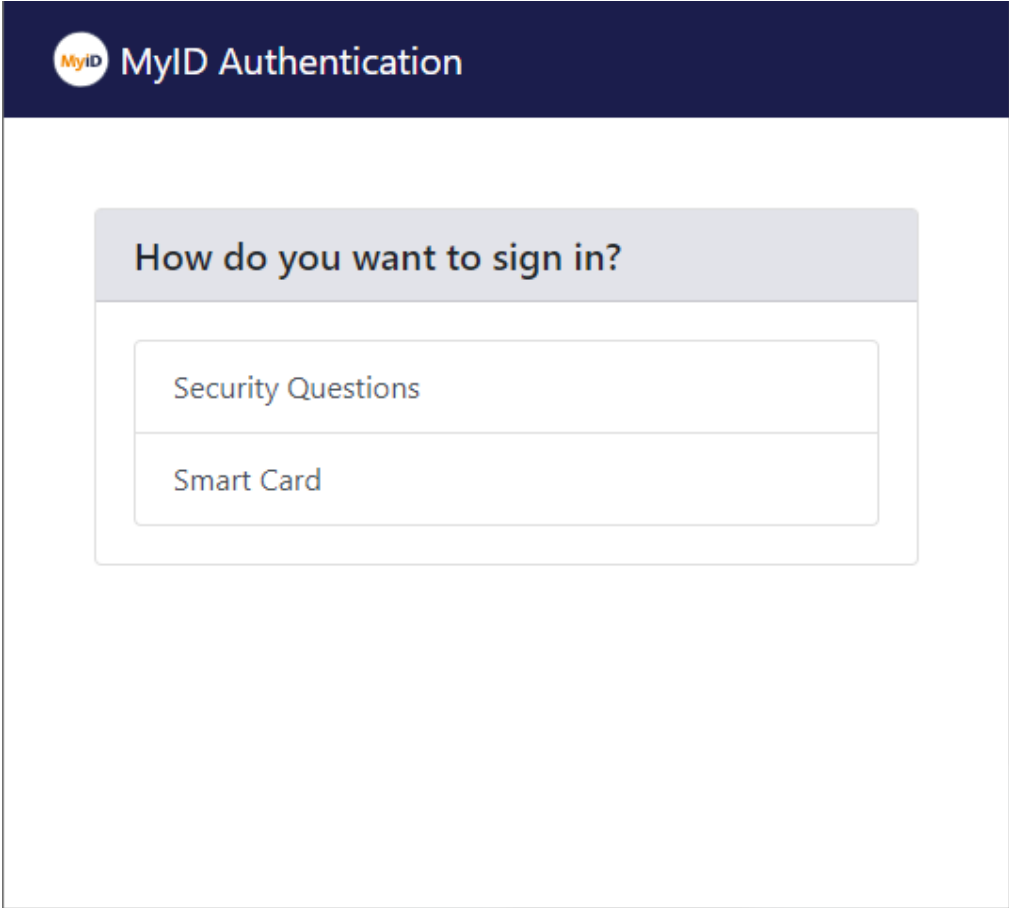 MyiD MyID Authentication
How do you want to sign in?
Security Questions
Smart Card